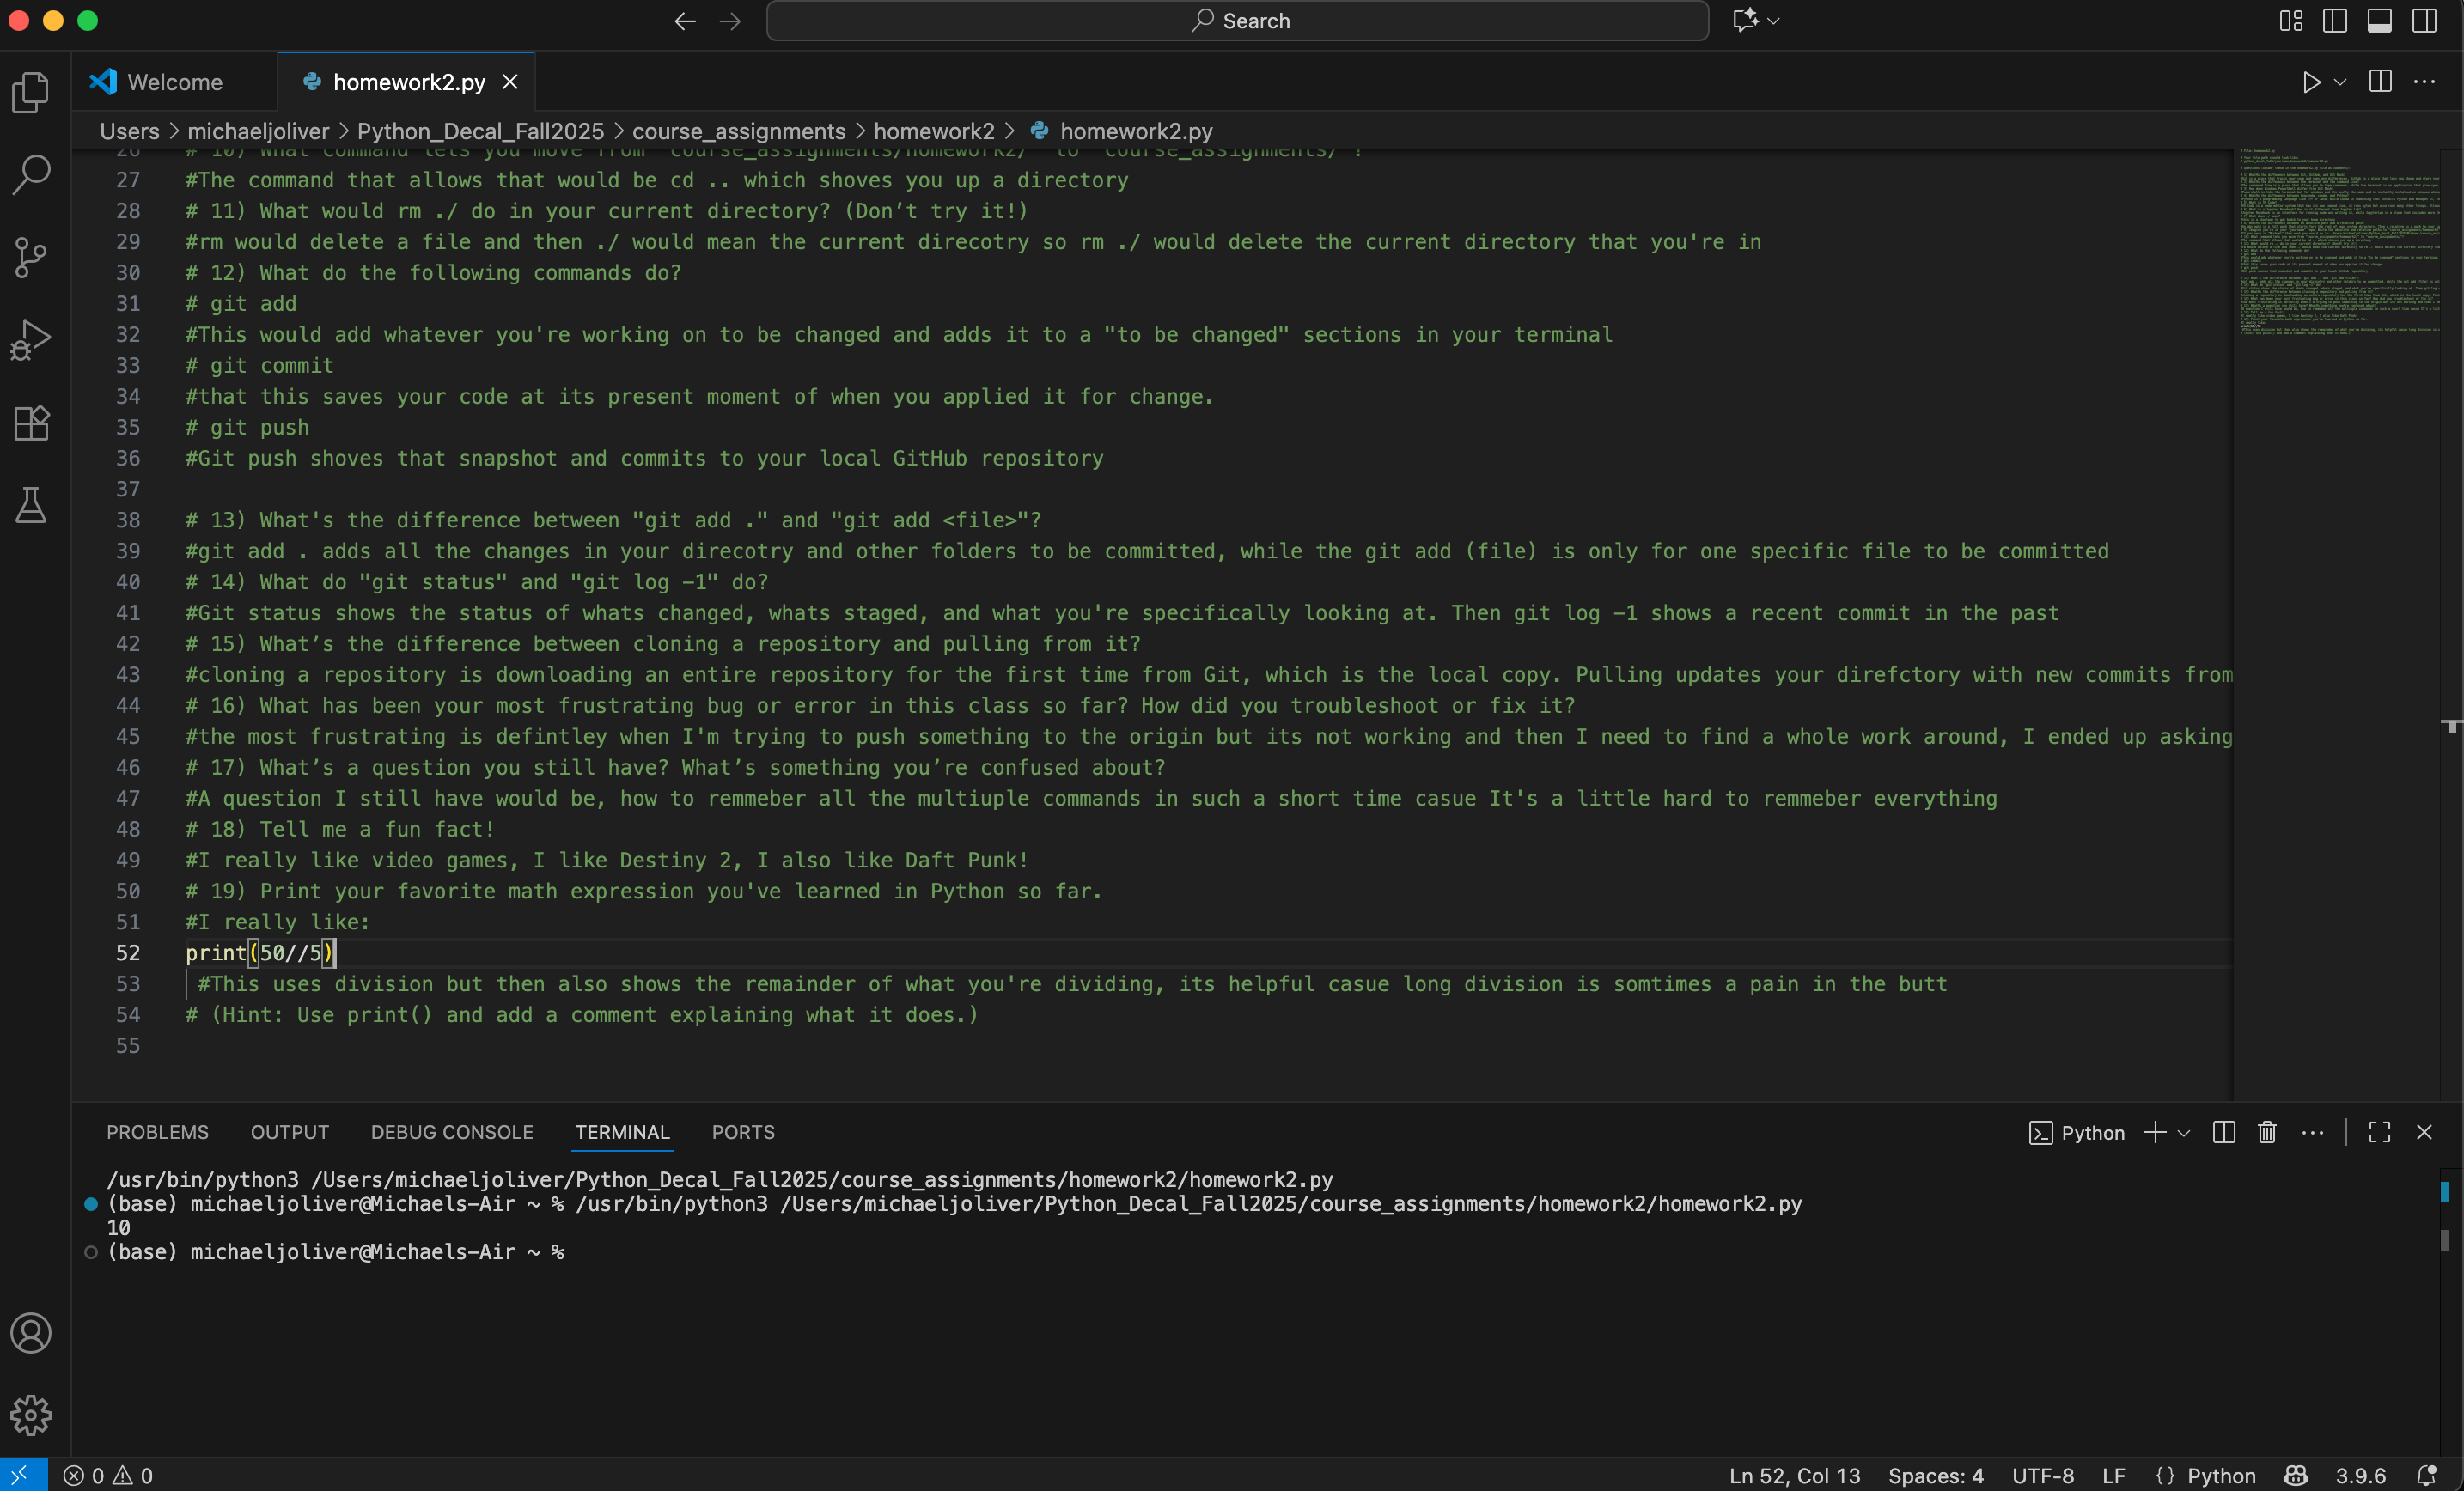 Search
Welcome
homework2.py
Users > michaeljoliver > Python_Decal_Fall2025 > course_assignments > homework2 > homework2.py
26 # 10) What command lets you move from "course_assignments/homework2/" to "course_assignments/"?
27 #The command that allows that would be cd .. which shoves you up a directory
28 # 11) What would rm ./ do in your current directory? (Don’t try it!)
29 #rm would delete a file and then ./ would mean the current direcotry so rm ./ would delete the current directory that you're in
30 # 12) What do the following commands do?
31 # git add
32 #This would add whatever you're working on to be changed and adds it to a "to be changed" sections in your terminal
33 # git commit
34 #that this saves your code at its present moment of when you applied it for change.
35 # git push
36 #Git push shoves that snapshot and commits to your local GitHub repository
37
38 # 13) What's the difference between "git add ." and "git add <file>"?
39 #git add . adds all the changes in your direcotry and other folders to be committed, while the git add (file) is only for one specific file to be committed
40 # 14) What do "git status" and "git log -1" do?
41 #Git status shows the status of whats changed, whats staged, and what you're specifically looking at. Then git log -1 shows a recent commit in the past
42 # 15) What’s the difference between cloning a repository and pulling from it?
43 #cloning a repository is downloading an entire repository for the first time from Git, which is the local copy. Pulling updates your direfctory with new commits from
44 # 16) What has been your most frustrating bug or error in this class so far? How did you troubleshoot or fix it?
45 #the most frustrating is defintley when I'm trying to push something to the origin but its not working and then I need to find a whole work around, I ended up asking
46 # 17) What’s a question you still have? What’s something you’re confused about?
47 #A question I still have would be, how to remmeber all the multiuple commands in such a short time casue It's a little hard to remmeber everything
48 # 18) Tell me a fun fact!
49 #I really like video games, I like Destiny 2, I also like Daft Punk!
50 # 19) Print your favorite math expression you've learned in Python so far.
51 #I really like:
52 print(50//5)
53 #This uses division but then also shows the remainder of what you're dividing, its helpful casue long division is somtimes a pain in the butt
54 # (Hint: Use print() and add a comment explaining what it does.)
55
PROBLEMS OUTPUT DEBUG CONSOLE TERMINAL PORTS
Python
/usr/bin/python3 /Users/michaeljoliver/Python_Decal_Fall2025/course_assignments/homework2/homework2.py
(base) michaeljoliver@Michaels-Air ~ % /usr/bin/python3 /Users/michaeljoliver/Python_Decal_Fall2025/course_assignments/homework2/homework2.py
10
(base) michaeljoliver@Michaels-Air ~ %
0 0 Ln 52, Col 13 Spaces: 4 UTF-8 LF {} Python 3.9.6